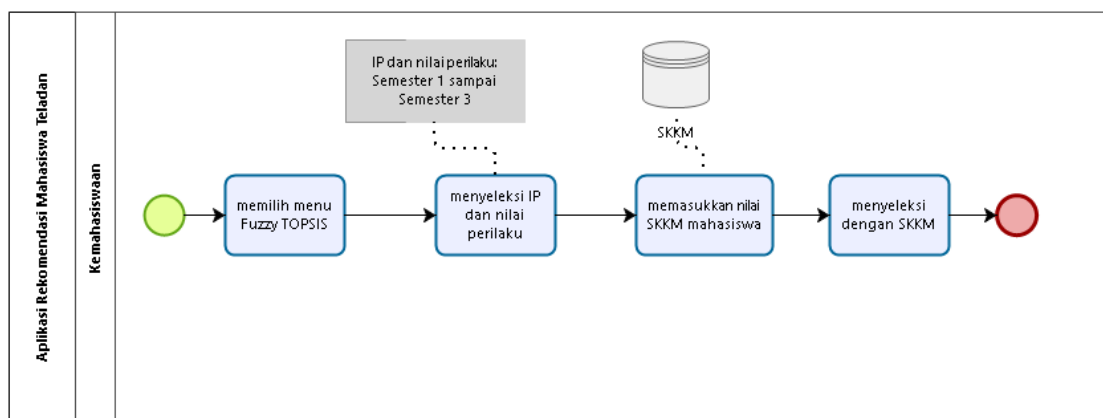 Aplikasi Rekomendasi Mahasiswa Teladan
Kemahasiswaan
IP dan nilai perilaku:
Semester 1 sampai
Semester 3
SKKM
memilih menu
Fuzzy TOPSIS
menyeleksi IP
dan nilai
perilaku
memasukkan nilai
SKKM mahasiswa
menyeleksi
dengan SKKM